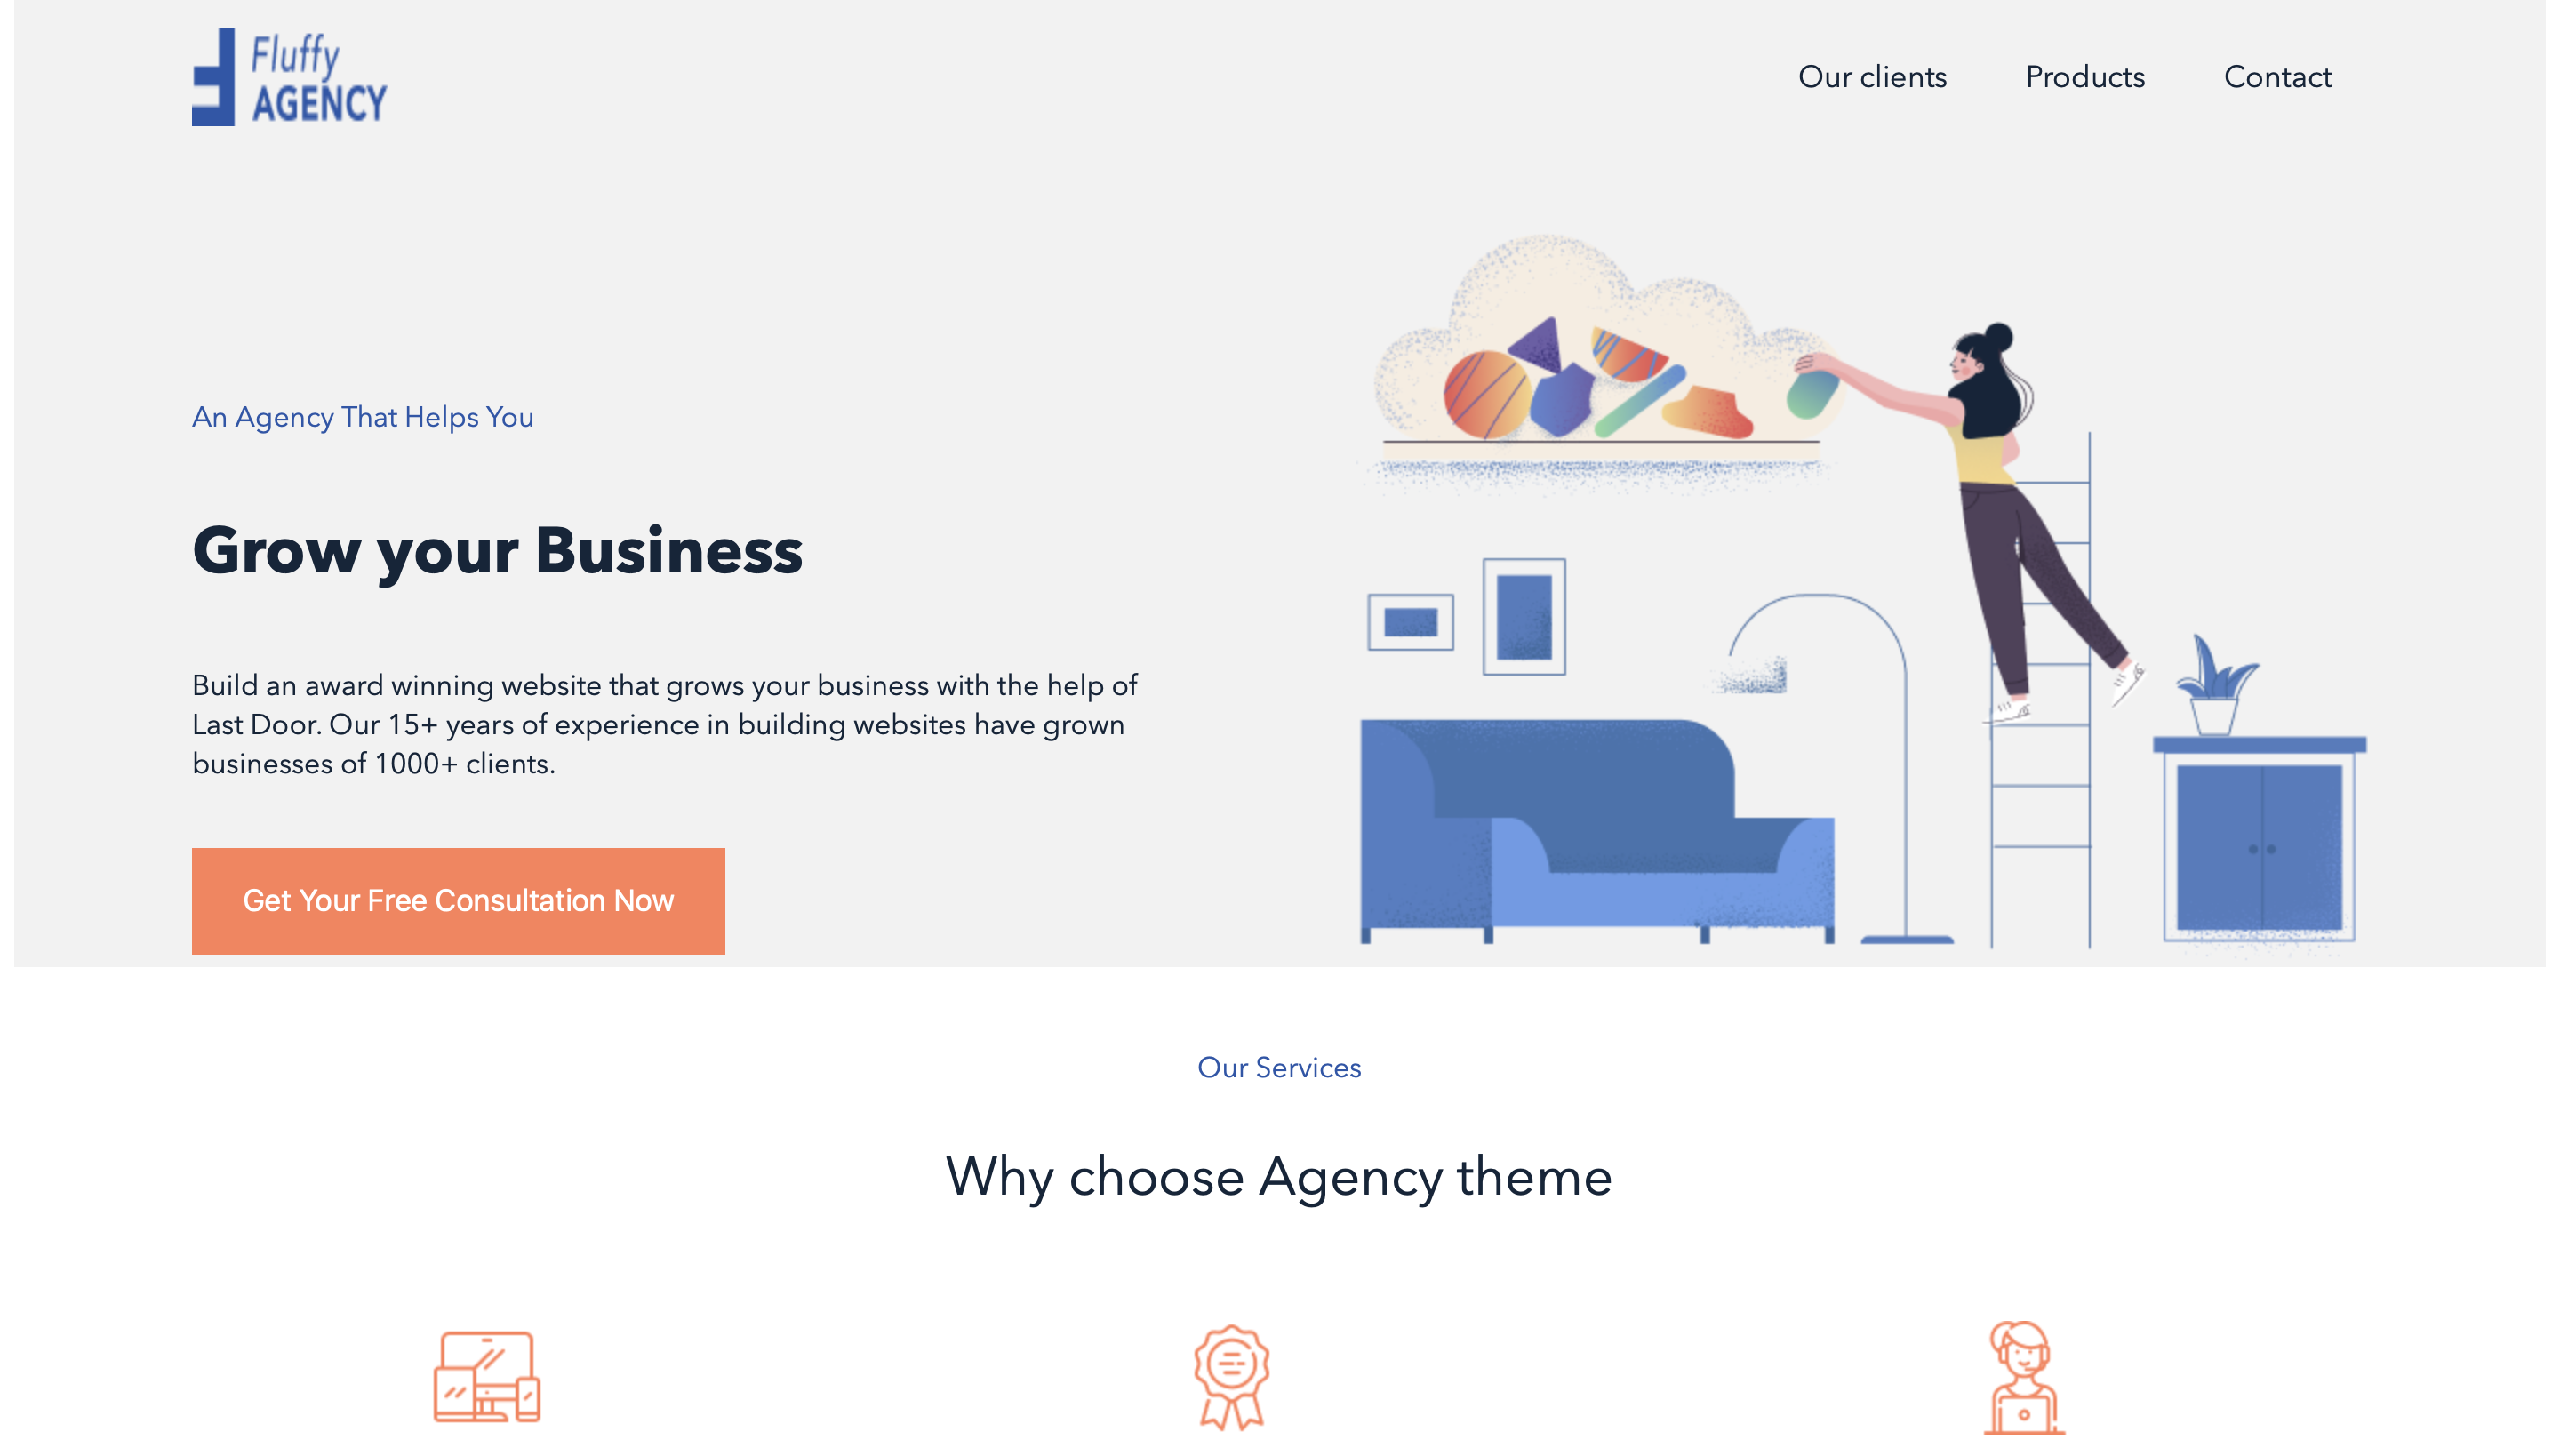 Fluffy
AGENCY
Our clients
Products
Contact
An Agency That Helps You
Grow your Business
Build an award winning website that grows your business with the help of
Last Door. Our 15+ years of experience in building websites have grown
businesses of 1000+ clients.
Get Your Free Consultation Now
Our Services
Why choose Agency theme